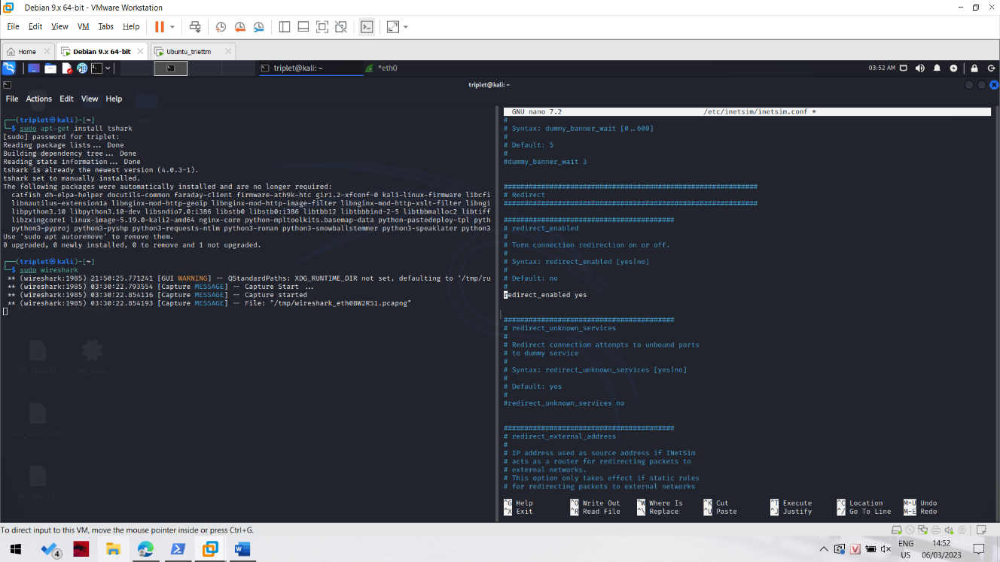 Debian 9.x 64-bit - VMware Workstation
File Edit View VM Tabs Help
Home Debian 9.x 64-bit Ubuntu_triettm
triplet@kali: ~ *eth0 03:52 AM
triplet@kali: ~
File Actions Edit View Help
┌──(triplet㉿kali)-[~]
└─$ sudo apt-get install tshark
[sudo] password for triplet:
Reading package lists... Done
Building dependency tree... Done
Reading state information... Done
tshark is already the newest version (4.0.3-1).
tshark set to manually installed.
The following packages were automatically installed and are no longer required:
catfish dh-elpa-helper docutils-common faraday-client firmware-ath9k-htc gir1.2-xfconf-0 kali-linux-firmware libcfi
libnautilus-extension1a libnginx-mod-http-geoip libnginx-mod-http-image-filter libnginx-mod-http-xslt-filter libngi
libpython3.10 libpython3.10-dev libsndio7.0:i386 libstb0 libstb0:i386 libtbb12 libtbbbind-2-5 libtbbmalloc2 libtiff
libzxingcore1 linux-image-5.19.0-kali2-amd64 nginx-core python-mpltoolkits.basemap-data python-pastedeploy-tpl pyth
python3-pyproj python3-pyshp python3-requests-ntlm python3-roman python3-snowballstemmer python3-speaklater python3
Use 'sudo apt autoremove' to remove them.
0 upgraded, 0 newly installed, 0 to remove and 1 not upgraded.
┌──(triplet㉿kali)-[~]
└─$ sudo wireshark
** (wireshark:1985) 21:50:25.771241 [GUI WARNING] -- QStandardPaths: XDG_RUNTIME_DIR not set, defaulting to '/tmp/ru
** (wireshark:1985) 03:30:22.793554 [Capture MESSAGE] -- Capture Start ...
** (wireshark:1985) 03:30:22.854116 [Capture MESSAGE] -- Capture started
** (wireshark:1985) 03:30:22.854193 [Capture MESSAGE] -- File: "/tmp/wireshark_eth0BW2R51.pcapng"
GNU nano 7.2 /etc/inetsim/inetsim.conf *
#
# Syntax: dummy_banner_wait [0..600]
#
# Default: 5
#
#dummy_banner_wait 3
#############################################################
# Redirect
#############################################################
#########################################
# redirect_enabled
#
# Turn connection redirection on or off.
#
# Syntax: redirect_enabled [yes|no]
#
# Default: no
#
redirect_enabled yes
#########################################
# redirect_unknown_services
#
# Redirect connection attempts to unbound ports
# to dummy service
#
# Syntax: redirect_unknown_services [yes|no]
#
# Default: yes
#
#redirect_unknown_services no
#########################################
# redirect_external_address
#
# IP address used as source address if INetSim
# acts as a router for redirecting packets to
# external networks.
# This option only takes effect if static rules
# for redirecting packets to external networks
^G Help ^O Write Out ^W Where Is ^K Cut ^T Execute ^C Location M-U Undo
^X Exit ^R Read File ^\ Replace ^U Paste ^J Justify ^/ Go To Line M-E Redo
To direct input to this VM, move the mouse pointer inside or press Ctrl+G.
4 ENG 14:52
US 06/03/2023